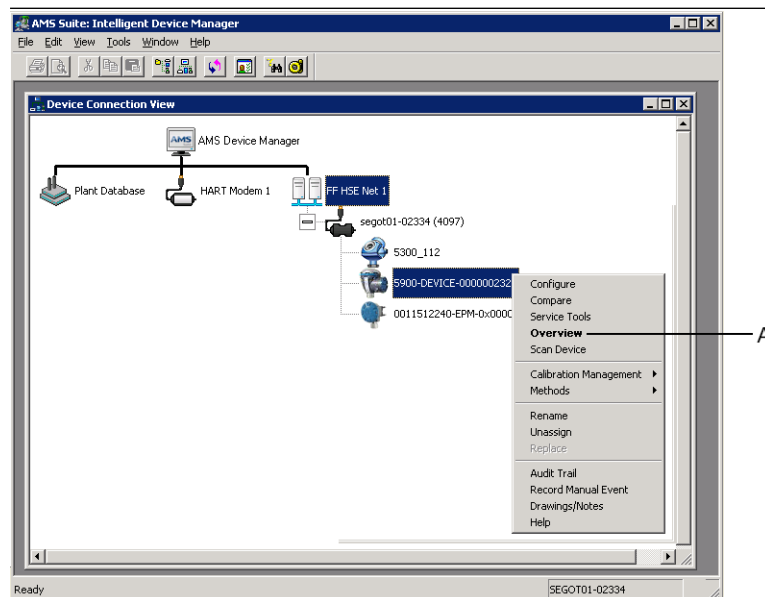 AMS Suite: Intelligent Device Manager
File Edit View Tools Window Help
Device Connection View
AMS
AMS Device Manager
Plant Database
HART Modem 1
FF HSE Net 1
segot01-02334 (4097)
5300_112
5900-DEVICE-000000232
0011512240-EPM-0x0000
Configure
Compare
Service Tools
Overview
A
Scan Device
Calibration Management
Methods
Rename
Unassign
Replace
Audit Trail
Record Manual Event
Drawings/Notes
Help
Ready
SEGOT01-02334